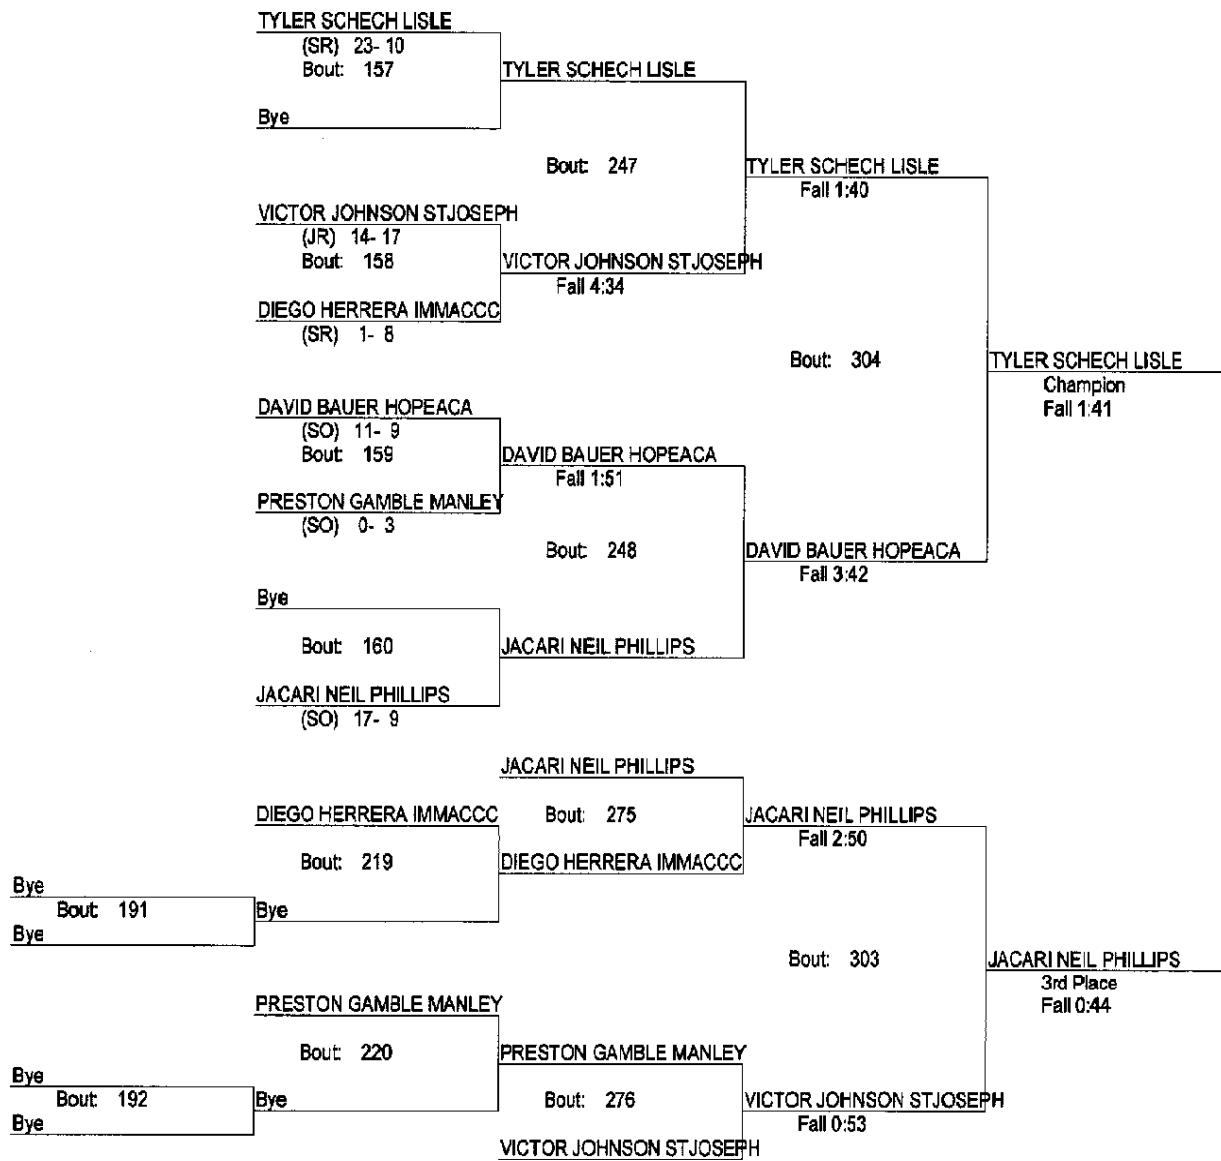 TYLER SCHECH LISLE
(SR) 23- 10
Bout: 157
TYLER SCHECH LISLE
Bye
Bout: 247
TYLER SCHECH LISLE
Fall 1:40
VICTOR JOHNSON STJOSEPH
(JR) 14- 17
Bout: 158
VICTOR JOHNSON STJOSEPH
Fall 4:34
DIEGO HERRERA IMMACCC
(SR) 1- 8
Bout: 304
TYLER SCHECH LISLE
Champion
Fall 1:41
DAVID BAUER HOPEACA
(SO) 11- 9
Bout: 159
DAVID BAUER HOPEACA
Fall 1:51
PRESTON GAMBLE MANLEY
(SO) 0- 3
Bout: 248
DAVID BAUER HOPEACA
Fall 3:42
Bye
Bout: 160
JACARI NEIL PHILLIPS
JACARI NEIL PHILLIPS
(SO) 17- 9
JACARI NEIL PHILLIPS
DIEGO HERRERA IMMACCC
Bout: 275
JACARI NEIL PHILLIPS
Fall 2:50
Bout: 219
DIEGO HERRERA IMMACCC
Bye
Bout: 191
Bye
Bye
Bout: 303
JACARI NEIL PHILLIPS
3rd Place
Fall 0:44
PRESTON GAMBLE MANLEY
Bout: 220
PRESTON GAMBLE MANLEY
Bye
Bout: 192
Bye
Bye
Bout: 276
VICTOR JOHNSON STJOSEPH
Fall 0:53
VICTOR JOHNSON STJOSEPH